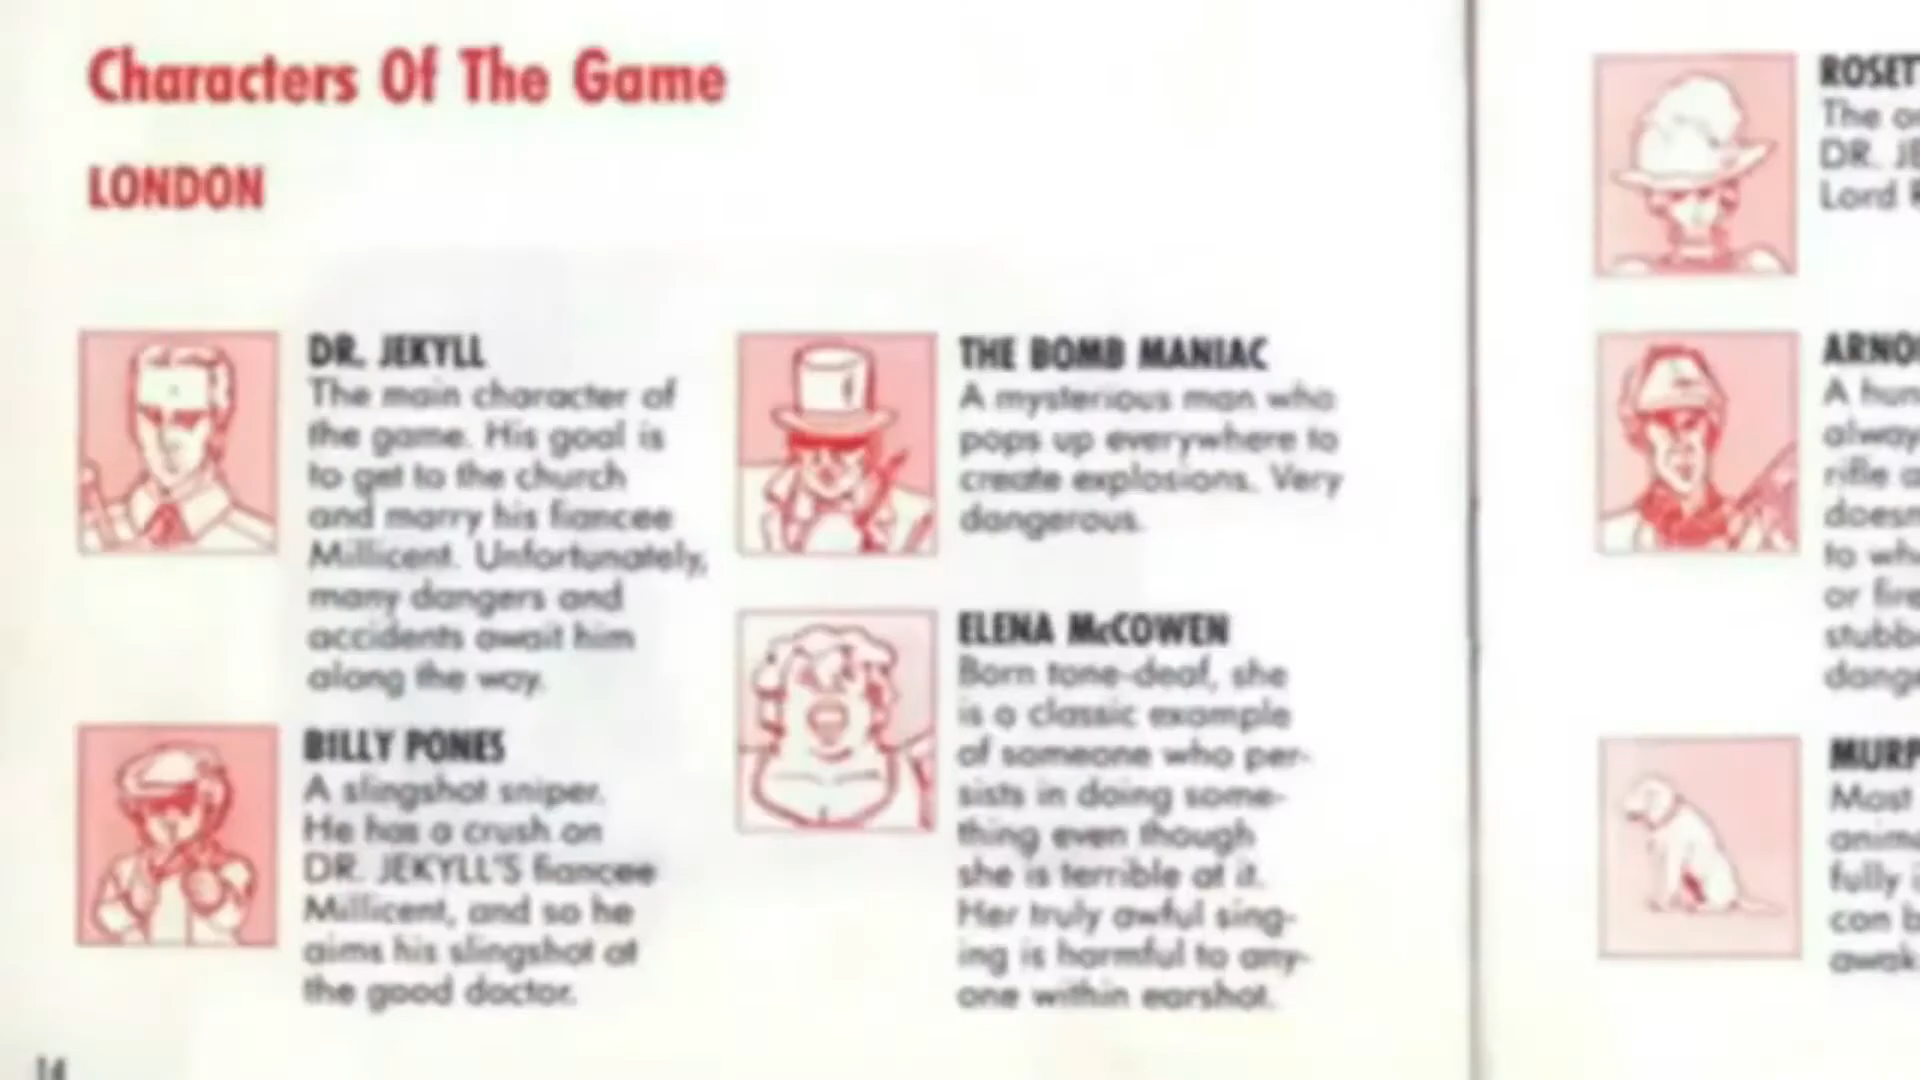 Characters Of The Game
LONDON
DR. JEKYLL
The main character of
the game. His goal is
to get to the church
and marry his fiancee
Millicent. Unfortunately,
many dangers and
accidents await him
along the way.
BILLY PONES
A slingshot sniper.
He has a crush on
DR. JEKYLL'S fiancee
Millicent, and so he
aims his slingshot at
the good doctor.
THE BOMB MANIAC
A mysterious man who
pops up everywhere to
create explosions. Very
dangerous.
ELENA McCOWEN
Born tone-deaf, she
is a classic example
of someone who per-
sists in doing some-
thing even though
she is terrible at it.
Her truly awful sing-
ing is harmful to any-
one within earshot.
14
The
DR.
Lord
A
rifle
to
or
Most
can